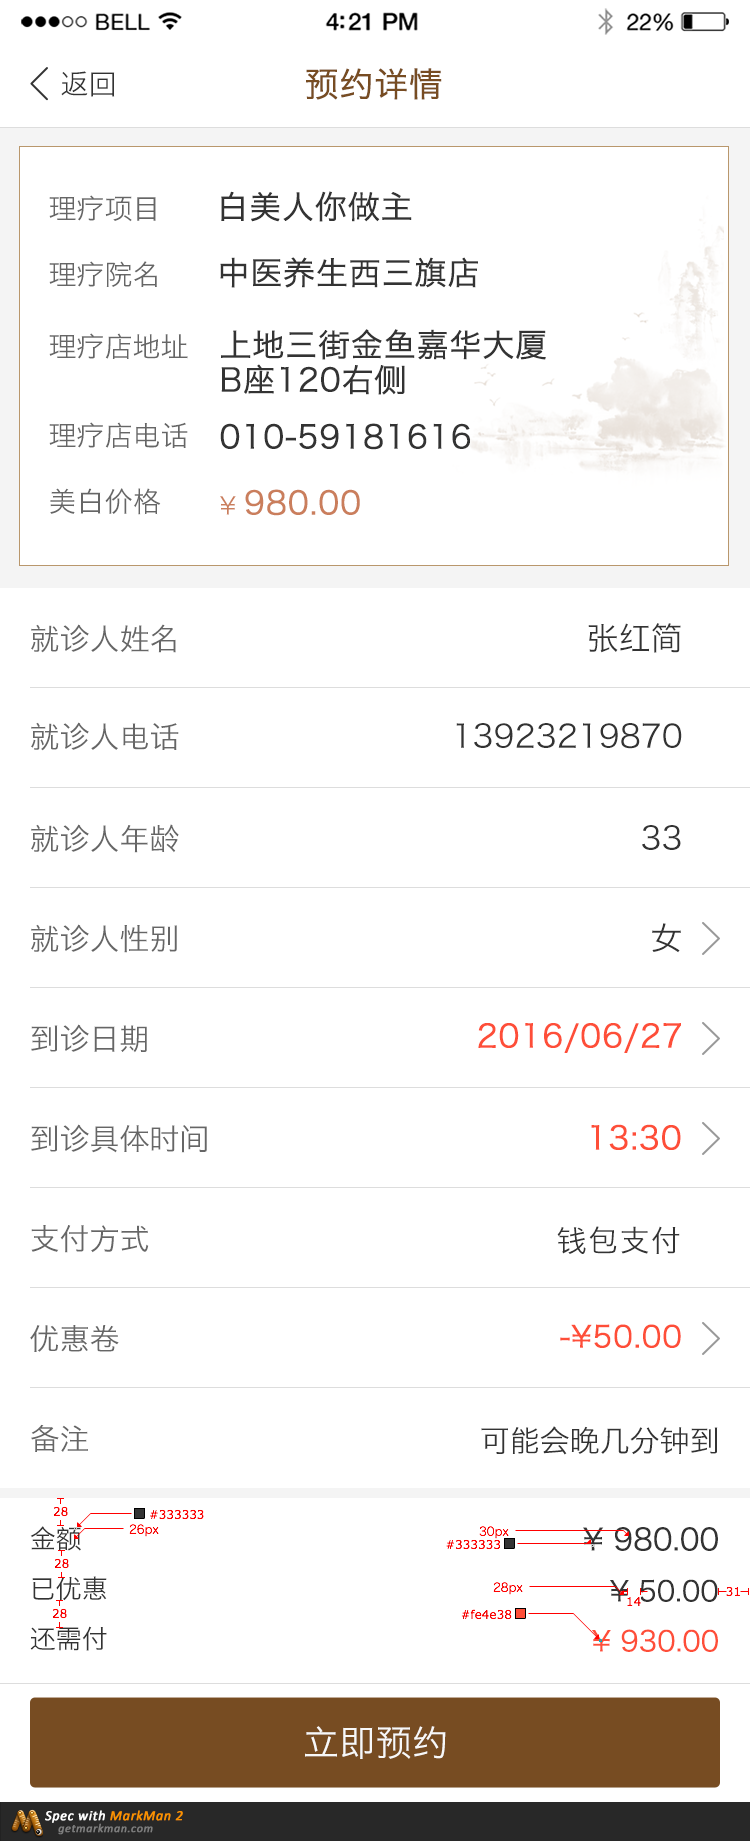 BELL 4:21 PM 22%
返回 预约详情
理疗项目 白美人你做主
理疗院名 中医养生西三旗店
理疗店地址 上地三街金鱼嘉华大厦
B座120右侧
理疗店电话 010-59181616
美白价格 ¥ 980.00
就诊人姓名 张红简
就诊人电话 13923219870
就诊人年龄 33
就诊人性别 女
到诊日期 2016/06/27
到诊具体时间 13:30
支付方式 钱包支付
优惠卷 -¥50.00
备注 可能会晚几分钟到
28 #333333
26px 30px
金额 #333333 ¥ 980.00
28
已优惠 28px ¥ 50.00 31
14
28 #fe4e38
还需付 ¥ 930.00
立即预约
Spec with MarkMan 2
getmarkman.com